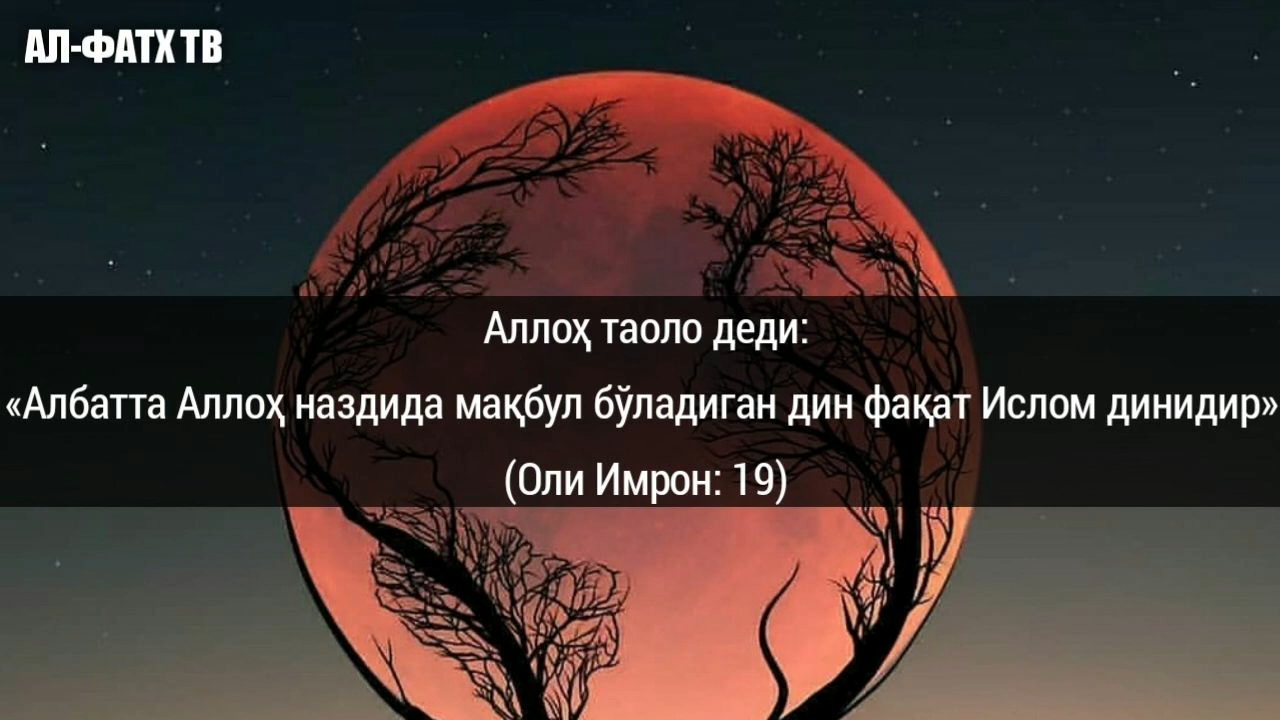 АЛ-ФАТХ ТВ
Аллоҳ таоло деди:
«Албатта Аллоҳ наздида мақбул бўладиган дин фақат Ислом динидир»
(Оли Имрон: 19)